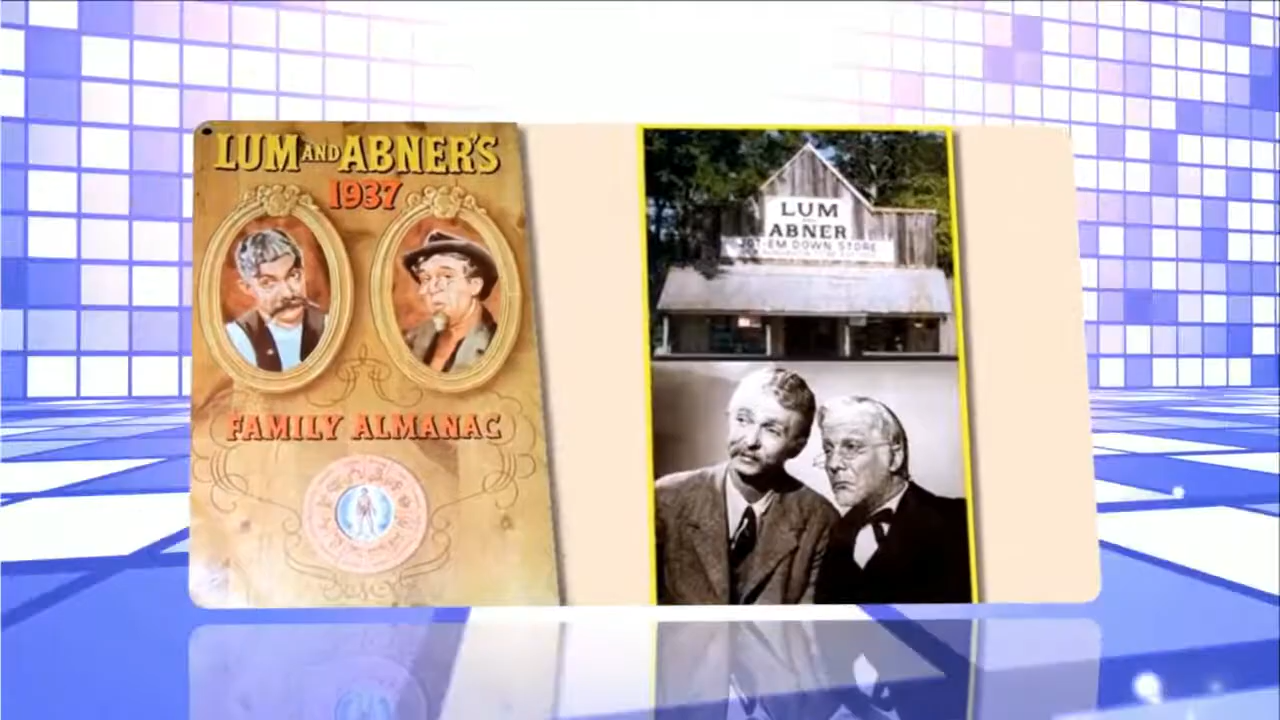 LUM AND ABNER'S
1937
FAMILY ALMANAC
LUM
AND
ABNER
JOT-EM DOWN STORE